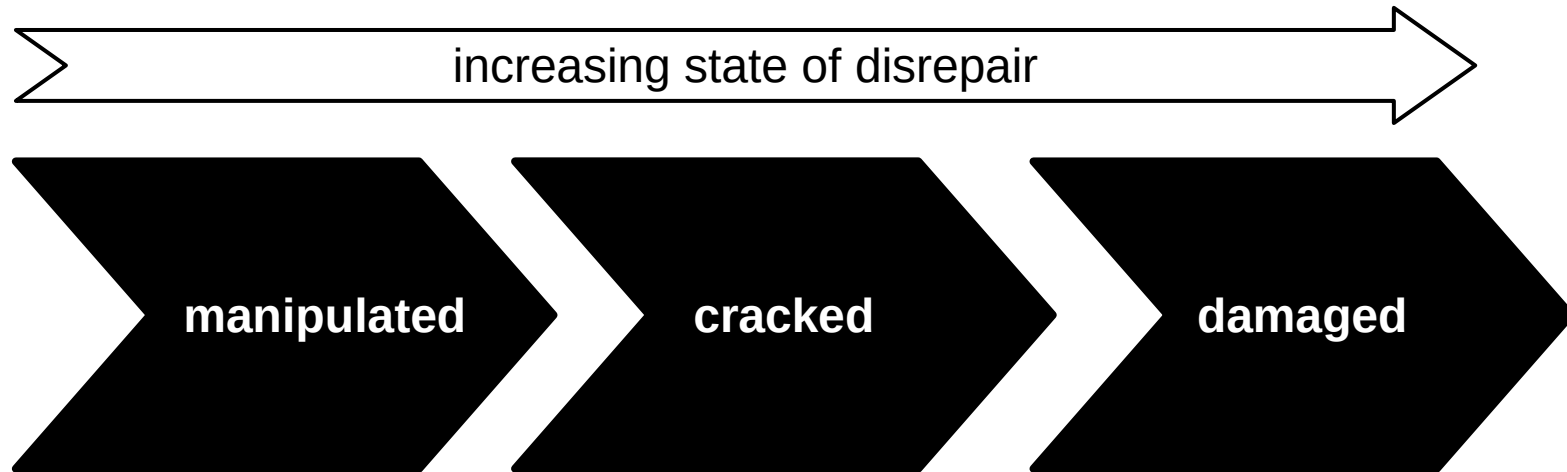 increasing state of disrepair
manipulated
cracked
damaged